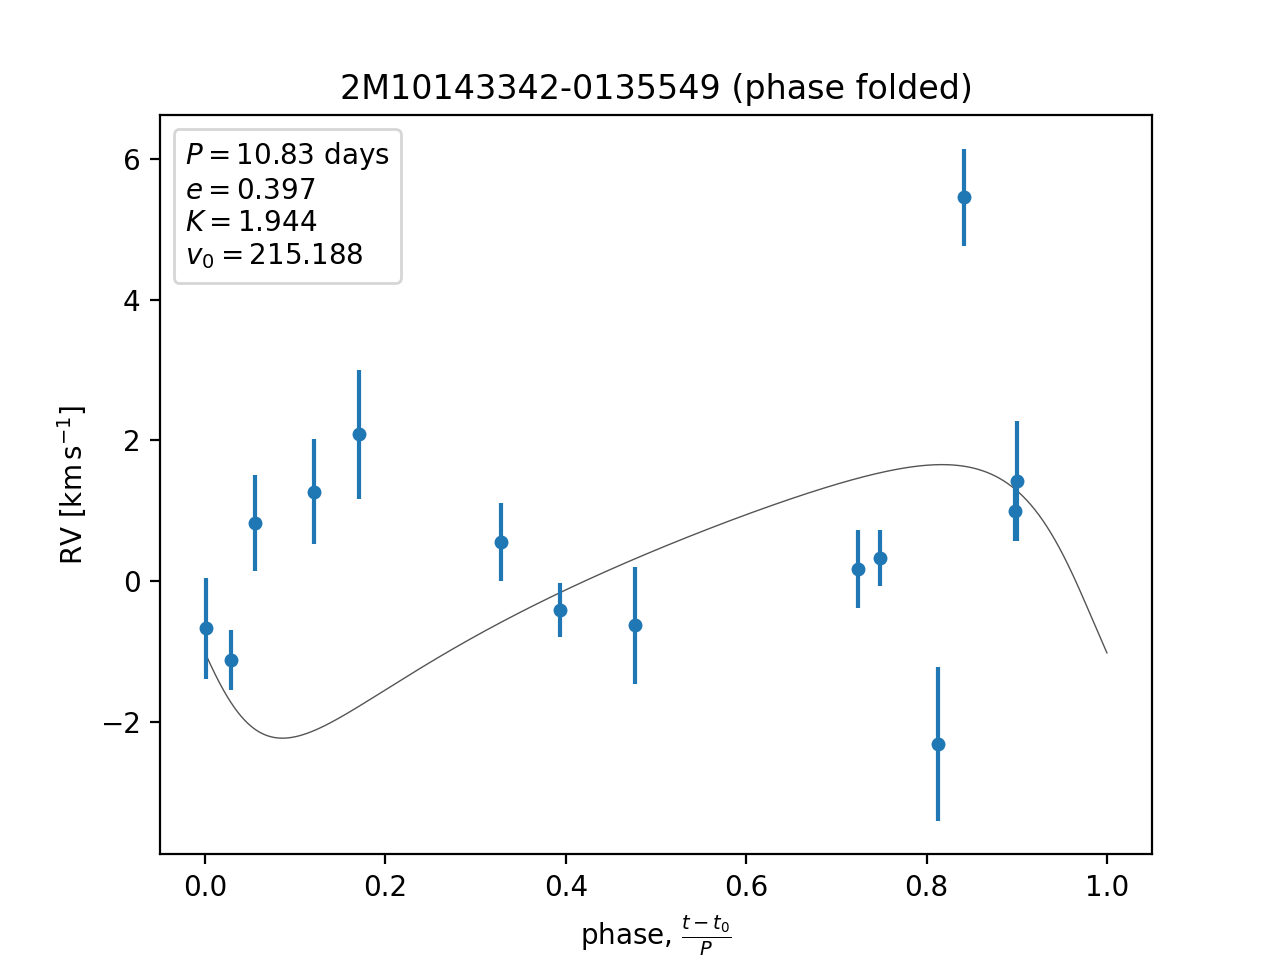 2M10143342-0135549 (phase folded)
P = 10.83 days
e = 0.397
K = 1.944
v₀ = 215.188
RV [km s⁻¹]
6
4
2
0
−2
0.0 0.2 0.4 0.6 0.8 1.0
phase, (t − t₀)/P